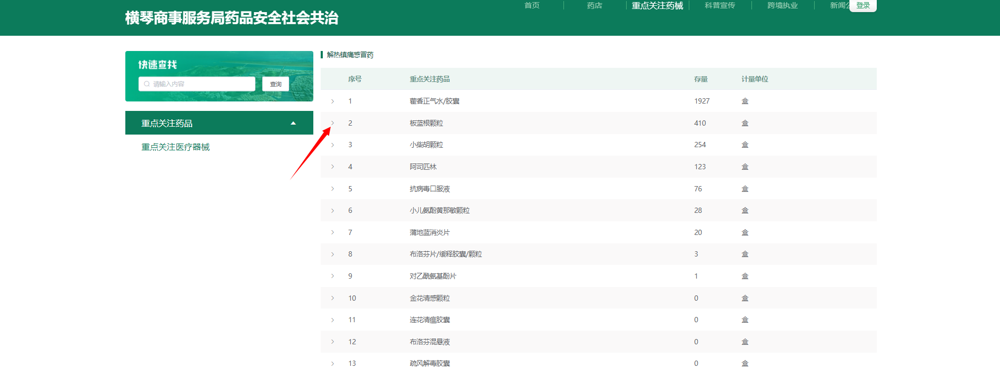 横琴商事服务局药品安全社会共治
首页 药店 重点关注药械 科普宣传 跨境执业 新闻 登录
快速查找
请输入内容 查询
重点关注药品
重点关注医疗器械
解热镇痛感冒药
序号 重点关注药品 存量 计量单位
1 藿香正气水/胶囊 1927 盒
2 板蓝根颗粒 410 盒
3 小柴胡颗粒 254 盒
4 阿司匹林 123 盒
5 抗病毒口服液 76 盒
6 小儿氨酚黄那敏颗粒 28 盒
7 蒲地蓝消炎片 20 盒
8 布洛芬片/缓释胶囊/颗粒 3 盒
9 对乙酰氨基酚片 1 盒
10 金花清感颗粒 0 盒
11 连花清瘟胶囊 0 盒
12 布洛芬混悬液 0 盒
13 疏风解毒胶囊 0 盒